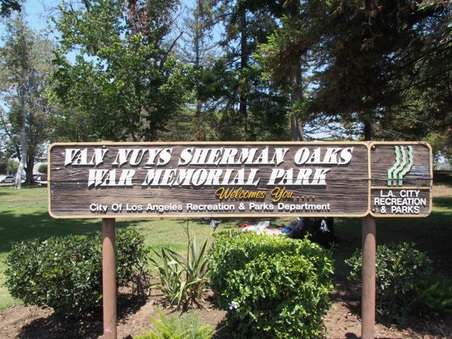 VAN NUYS SHERMAN OAKS
WAR MEMORIAL PARK
Welcomes You.....
City Of Los Angeles Recreation & Parks Department
L.A. CITY
RECREATION
& PARKS